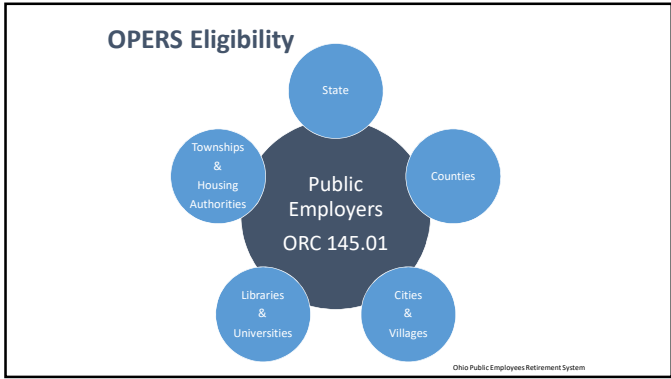 OPERS Eligibility
State
Townships
&
Housing
Authorities
Counties
Public
Employers
ORC 145.01
Libraries
&
Universities
Cities
&
Villages
Ohio Public Employees Retirement System